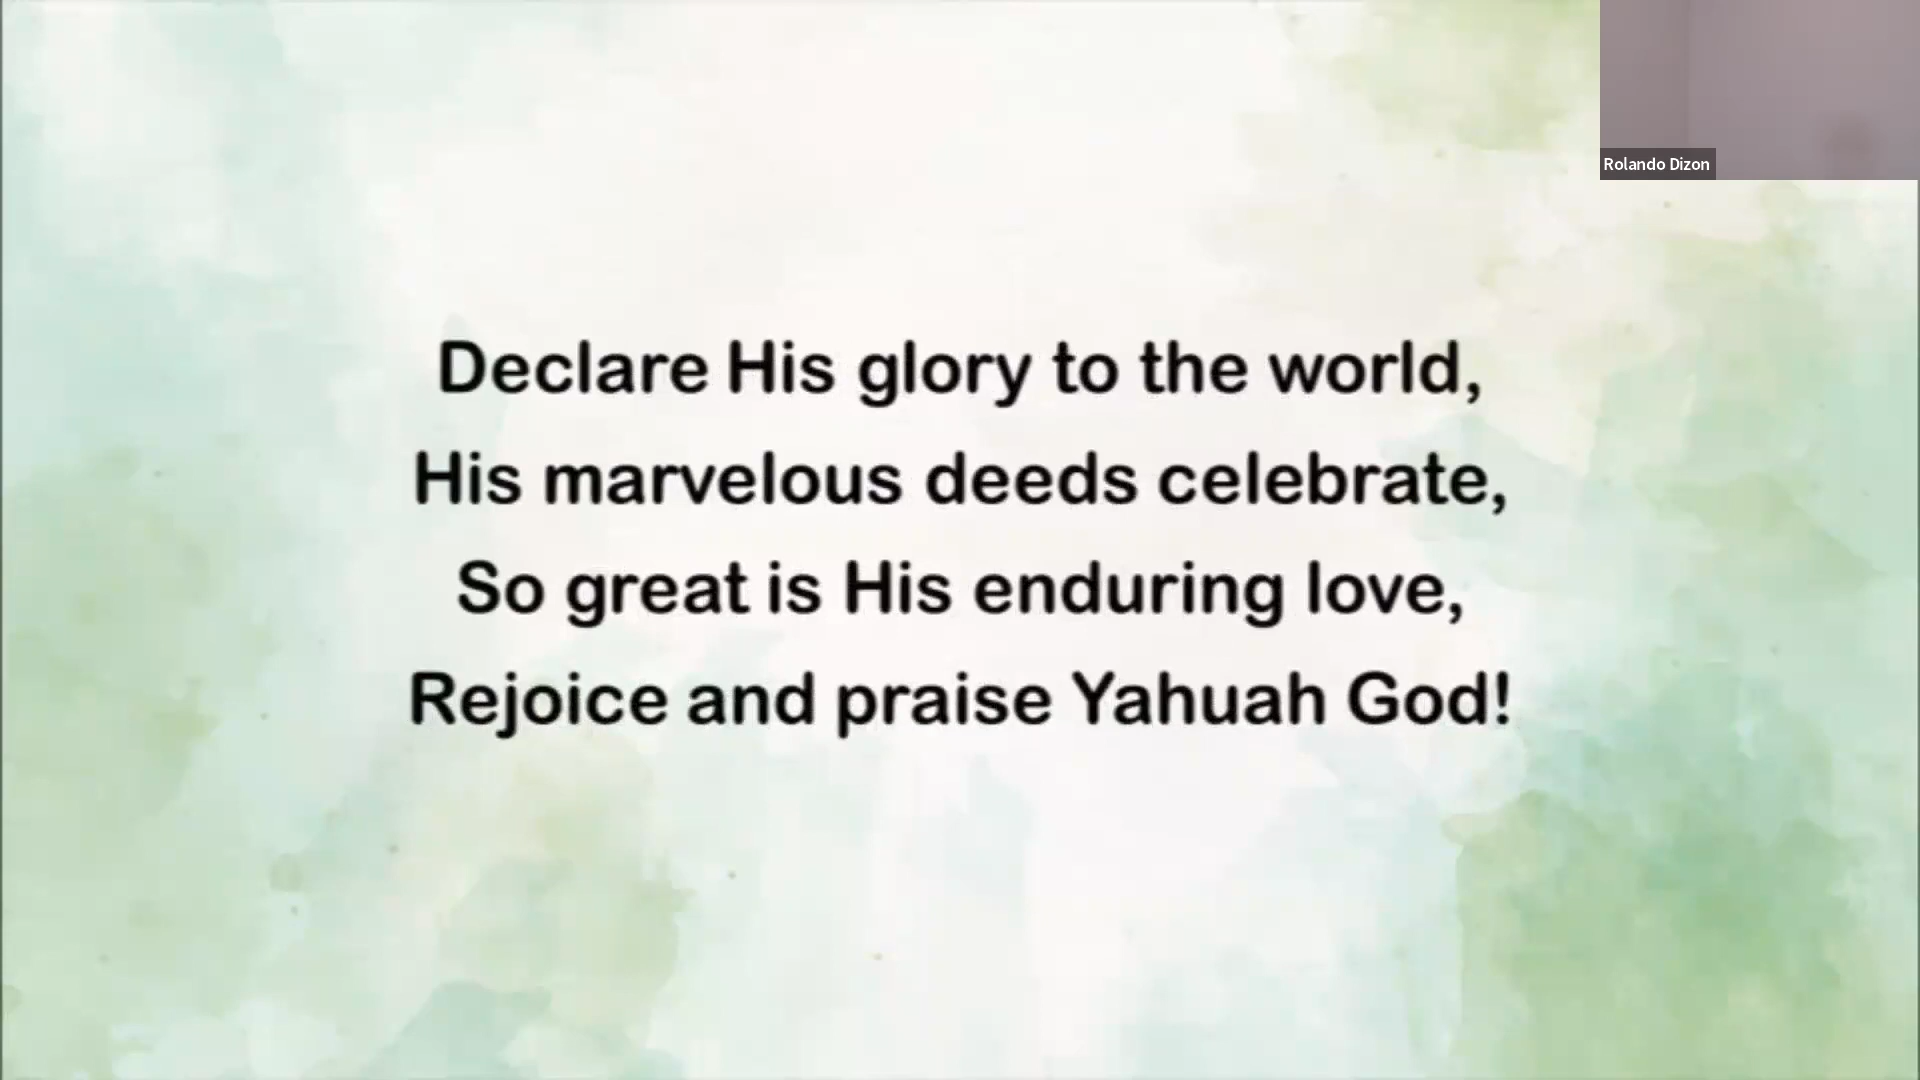 Rolando Dizon
Declare His glory to the world,
His marvelous deeds celebrate,
So great is His enduring love,
Rejoice and praise Yahuah God!